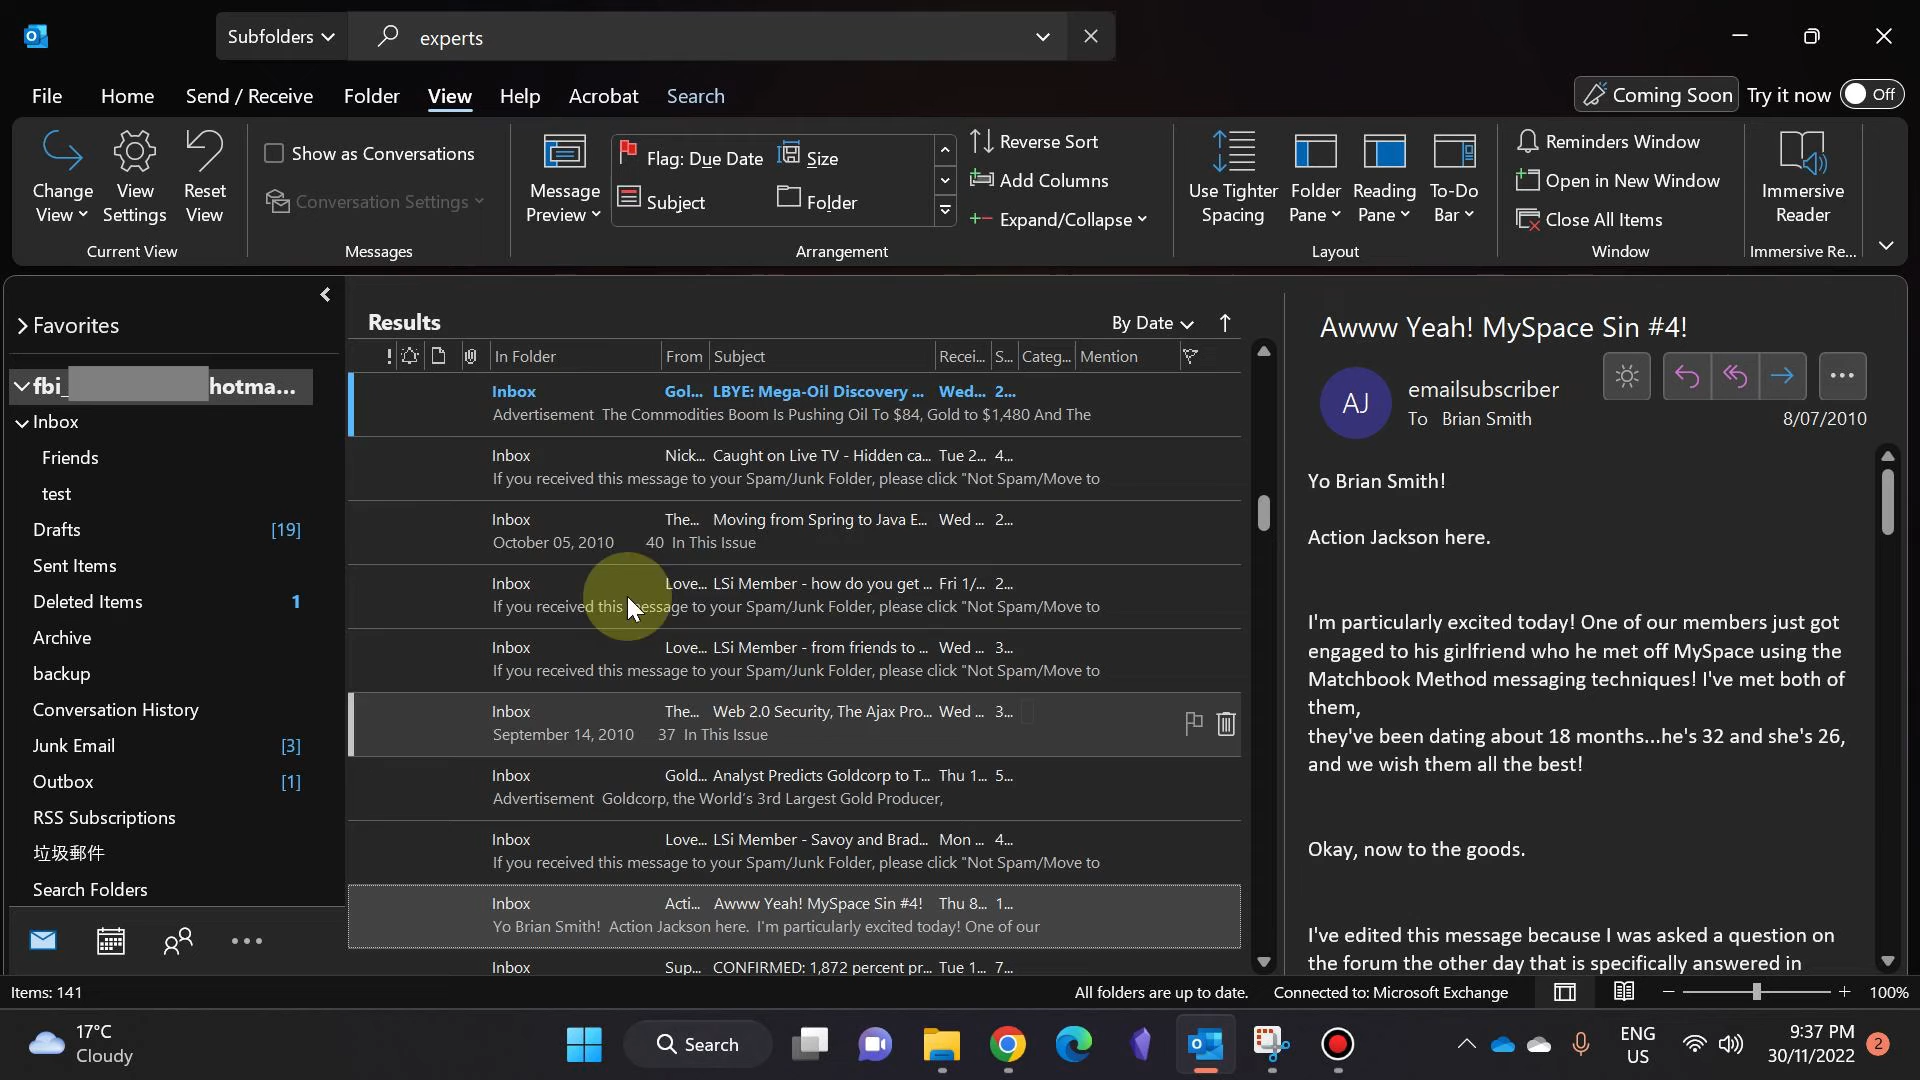 Subfolders experts
File Home Send / Receive Folder View Help Acrobat Search Coming Soon Try it now Off
Change View
View Settings
Reset View
Current View
Show as Conversations
Conversation Settings
Messages
Message Preview
Flag: Due Date Size
Subject Folder
Reverse Sort
Add Columns
Expand/Collapse
Arrangement
Use Tighter Spacing
Folder Pane
Reading Pane
To-Do Bar
Layout
Reminders Window
Open in New Window
Close All Items
Window
Immersive Reader
Immersive Re...
Favorites
fbi_ hotma...
Inbox
Friends
test
Drafts [19]
Sent Items
Deleted Items 1
Archive
backup
Conversation History
Junk Email [3]
Outbox [1]
RSS Subscriptions
垃圾郵件
Search Folders
Results By Date
! In Folder From Subject Recei... S... Categ... Mention
Inbox Gol... LBYE: Mega-Oil Discovery ... Wed... 2...
Advertisement The Commodities Boom Is Pushing Oil To $84, Gold to $1,480 And The
Inbox Nick... Caught on Live TV - Hidden ca... Tue 2... 4...
If you received this message to your Spam/Junk Folder, please click "Not Spam/Move to
Inbox The... Moving from Spring to Java E... Wed ... 2...
October 05, 2010 40 In This Issue
Inbox Love... LSi Member - how do you get ... Fri 1/... 2...
If you received this message to your Spam/Junk Folder, please click "Not Spam/Move to
Inbox Love... LSi Member - from friends to ... Wed ... 3...
If you received this message to your Spam/Junk Folder, please click "Not Spam/Move to
Inbox The... Web 2.0 Security, The Ajax Pro... Wed ... 3...
September 14, 2010 37 In This Issue
Inbox Gold... Analyst Predicts Goldcorp to T... Thu 1... 5...
Advertisement Goldcorp, the World's 3rd Largest Gold Producer,
Inbox Love... LSi Member - Savoy and Brad... Mon ... 4...
If you received this message to your Spam/Junk Folder, please click "Not Spam/Move to
Inbox Acti... Awww Yeah! MySpace Sin #4! Thu 8... 1...
Yo Brian Smith! Action Jackson here. I'm particularly excited today! One of our
Inbox Sup... CONFIRMED: 1,872 percent pr... Tue 1... 7...
Awww Yeah! MySpace Sin #4!
AJ
emailsubscriber
To Brian Smith
8/07/2010
Yo Brian Smith!
Action Jackson here.
I'm particularly excited today! One of our members just got
engaged to his girlfriend who he met off MySpace using the
Matchbook Method messaging techniques! I've met both of
them,
they've been dating about 18 months...he's 32 and she's 26,
and we wish them all the best!
Okay, now to the goods.
I've edited this message because I was asked a question on
the forum the other day that is specifically answered in
Items: 141 All folders are up to date. Connected to: Microsoft Exchange 100%
17°C
Cloudy
Search
ENG
US
9:37 PM
30/11/2022
2